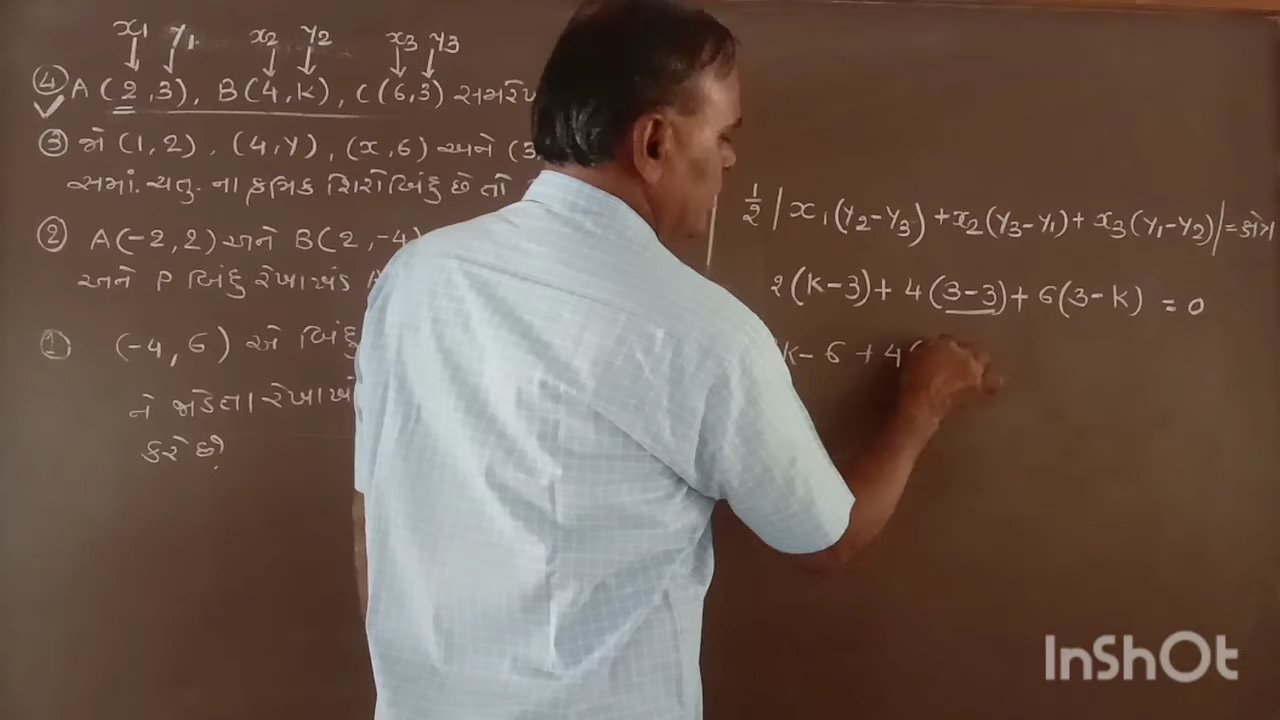 x1 y1 x2 y2 x3 y3
④ A (2,3), B(4,K), C(6,3)
③ જો (1,2), (4,Y), (x,6) અને (3,
સમાં. ચતુ. ના ક્રમિક શિરોબિંદુ છે તો
② A(-2,2) અને B(2,-4)
અને P બિંદુ રેખાખંડ
① (-4,6) એ બિંદુ
ને જોડતા રેખાખં
કરે છે?
1/2 |x1(Y2-Y3) +x2(Y3-Y1)+ x3(Y1-Y2)|=
2(K-3)+ 4(3-3)+ 6(3-K) = 0
K- 6 + 4(
InShOt